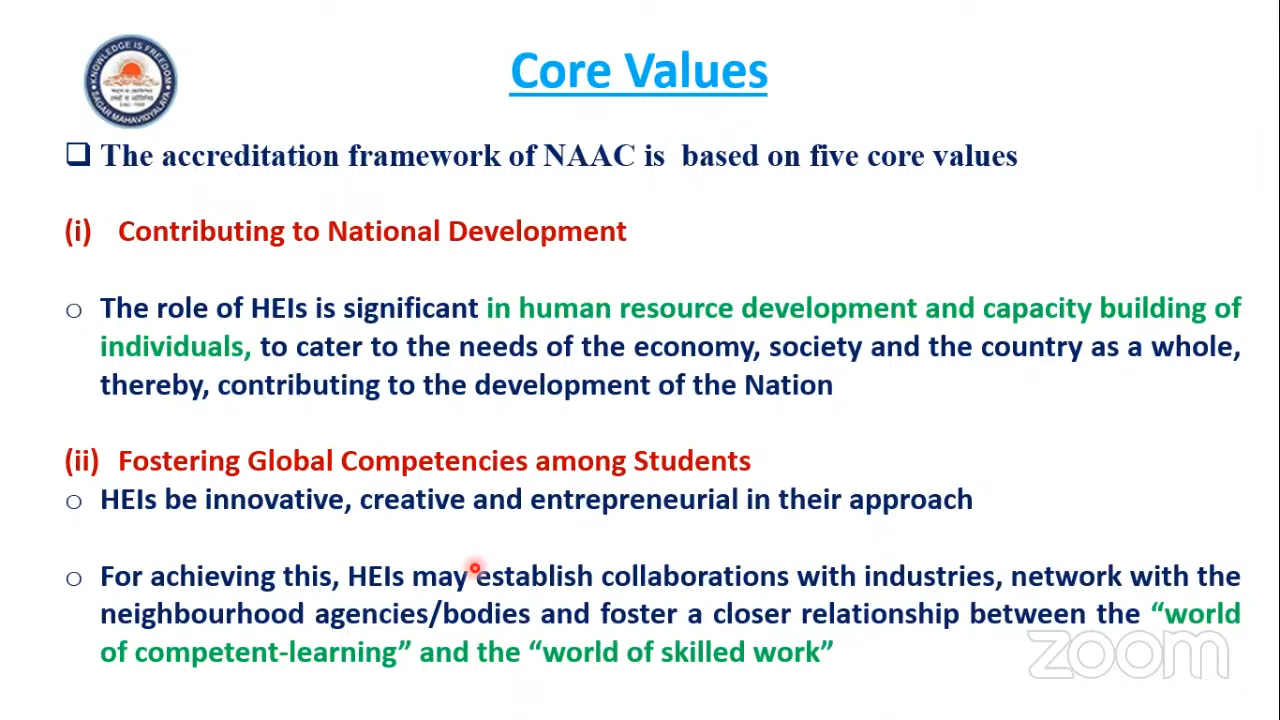 KNOWLEDGE IS FREEDOM
SAGAR MAHAVIDYALAYA
Core Values
The accreditation framework of NAAC is based on five core values
(i) Contributing to National Development
o The role of HEIs is significant in human resource development and capacity building of
individuals, to cater to the needs of the economy, society and the country as a whole,
thereby, contributing to the development of the Nation
(ii) Fostering Global Competencies among Students
o HEIs be innovative, creative and entrepreneurial in their approach
o For achieving this, HEIs may establish collaborations with industries, network with the
neighbourhood agencies/bodies and foster a closer relationship between the “world
of competent-learning” and the “world of skilled work”
zoom